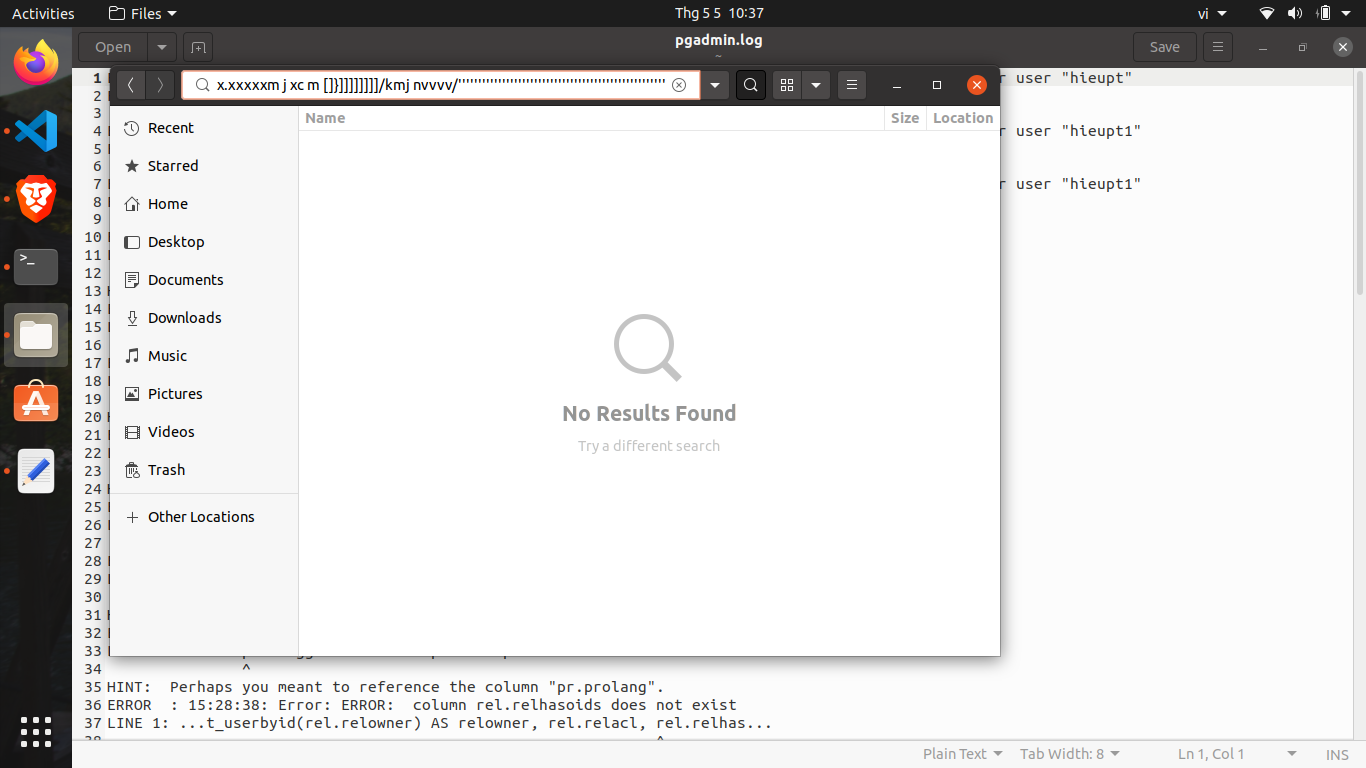 Activities Files Thg 5 5 10:37 vi
Open pgadmin.log Save
~
x.xxxxxm j xc m []}]]]]]]]]]/kmj nvvvv/
Name Size Location
Recent
Starred
Home
Desktop
Documents
Downloads
Music
Pictures
Videos
Trash
Other Locations
No Results Found
Try a different search
1 r user "hieupt"
2
3
4 r user "hieupt1"
5
6
7 r user "hieupt1"
8
9
10
11
12
13
14
15
16
17
18
19
20
21
22
23
24
25
26
27
28
29
30
31
32
33
34 ^
35 HINT: Perhaps you meant to reference the column "pr.prolang".
36 ERROR : 15:28:38: Error: ERROR: column rel.relhasoids does not exist
37 LINE 1: ...t_userbyid(rel.relowner) AS relowner, rel.relacl, rel.relhas...
38 ^
Plain Text Tab Width: 8 Ln 1, Col 1 INS